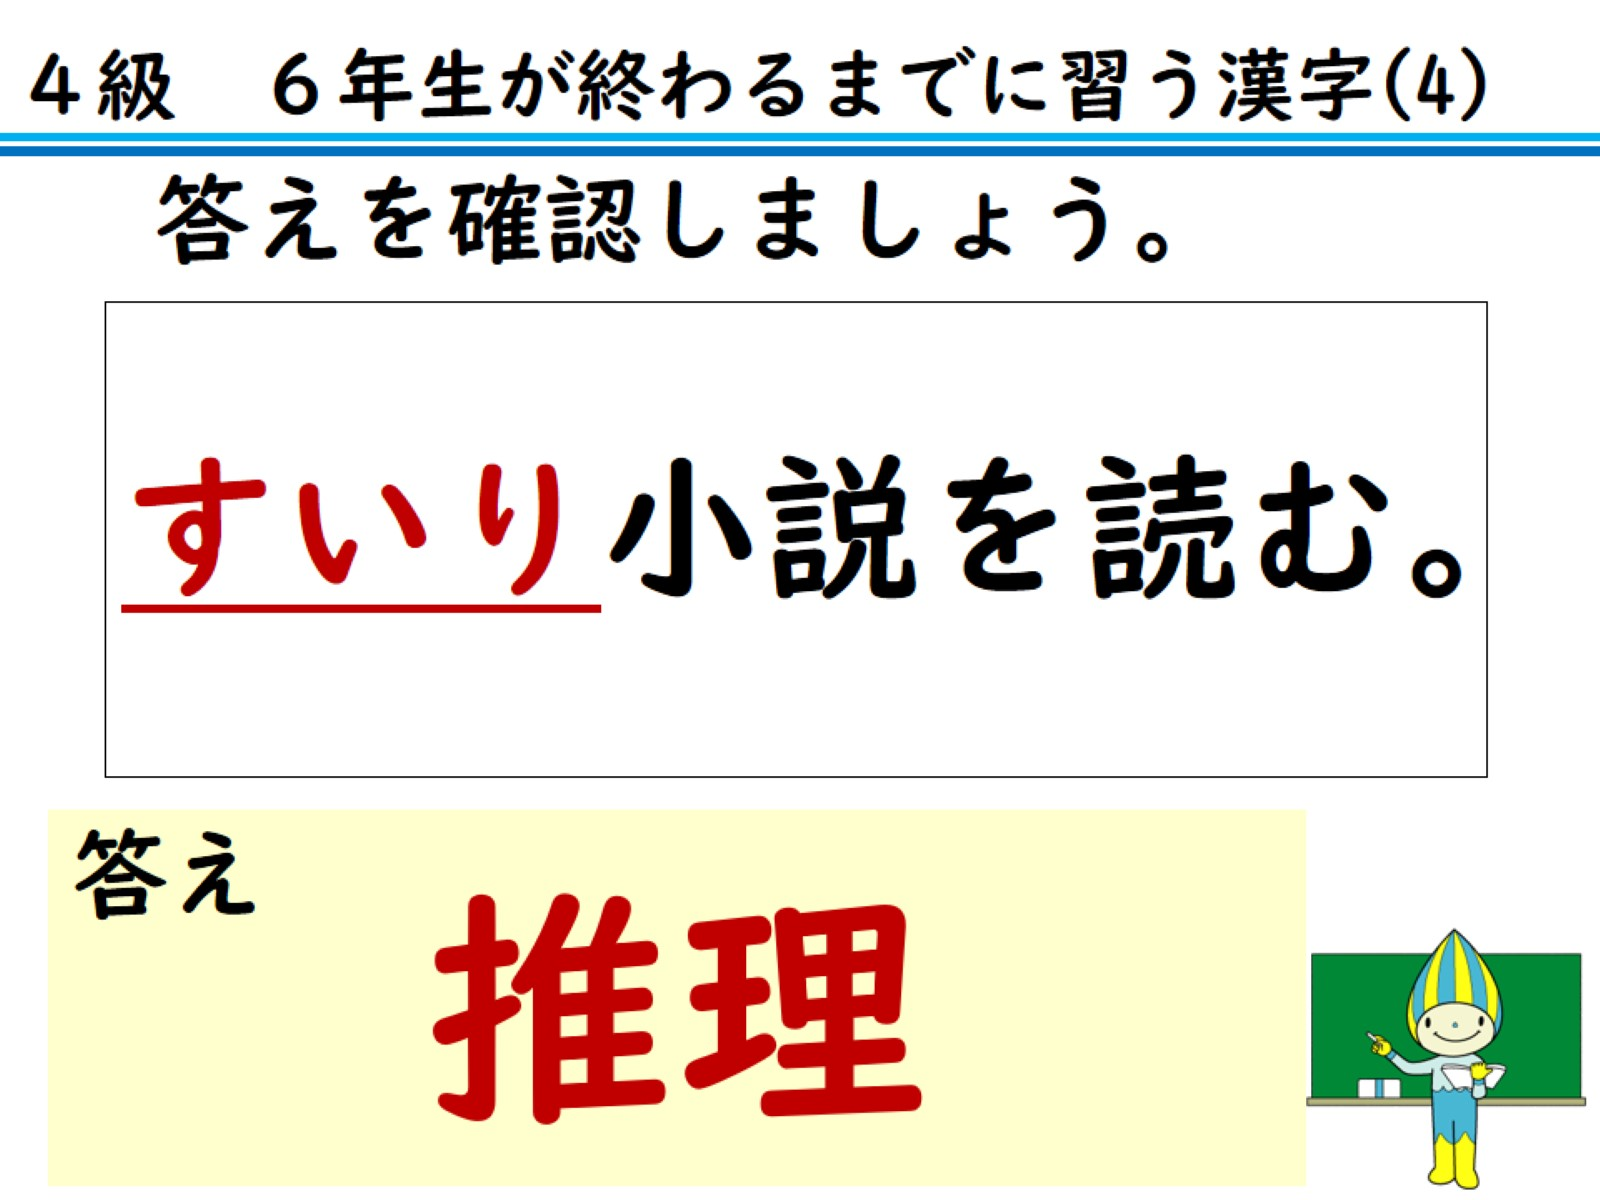 ４級　６年生が終わるまでに習う漢字(4)
答えを確認しましょう。
すいり小説を読む。
答え
推理